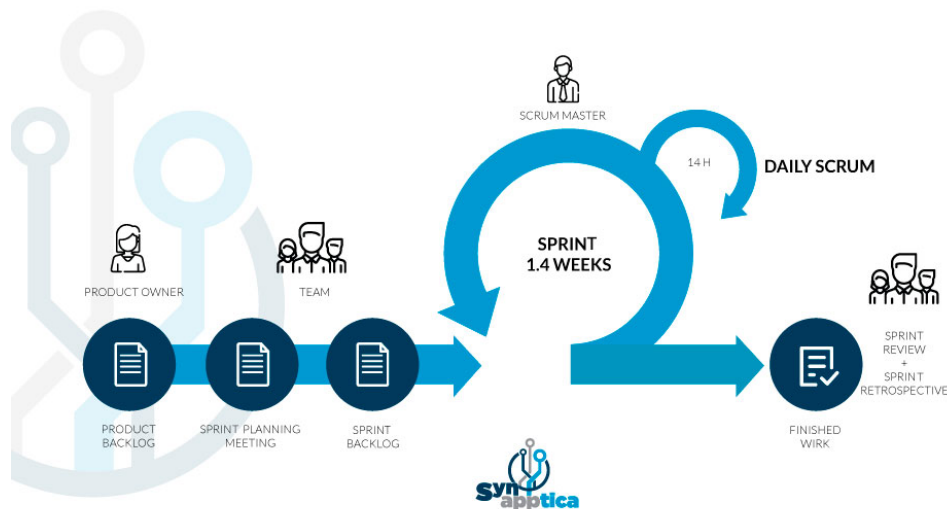 SCRUM MASTER
14 H
DAILY SCRUM
SPRINT
1.4 WEEKS
PRODUCT OWNER
TEAM
SPRINT
REVIEW
+
SPRINT
RETROSPECTIVE
PRODUCT
BACKLOG
SPRINT PLANNING
MEETING
SPRINT
BACKLOG
FINISHED
WIRK
Syn
apptica